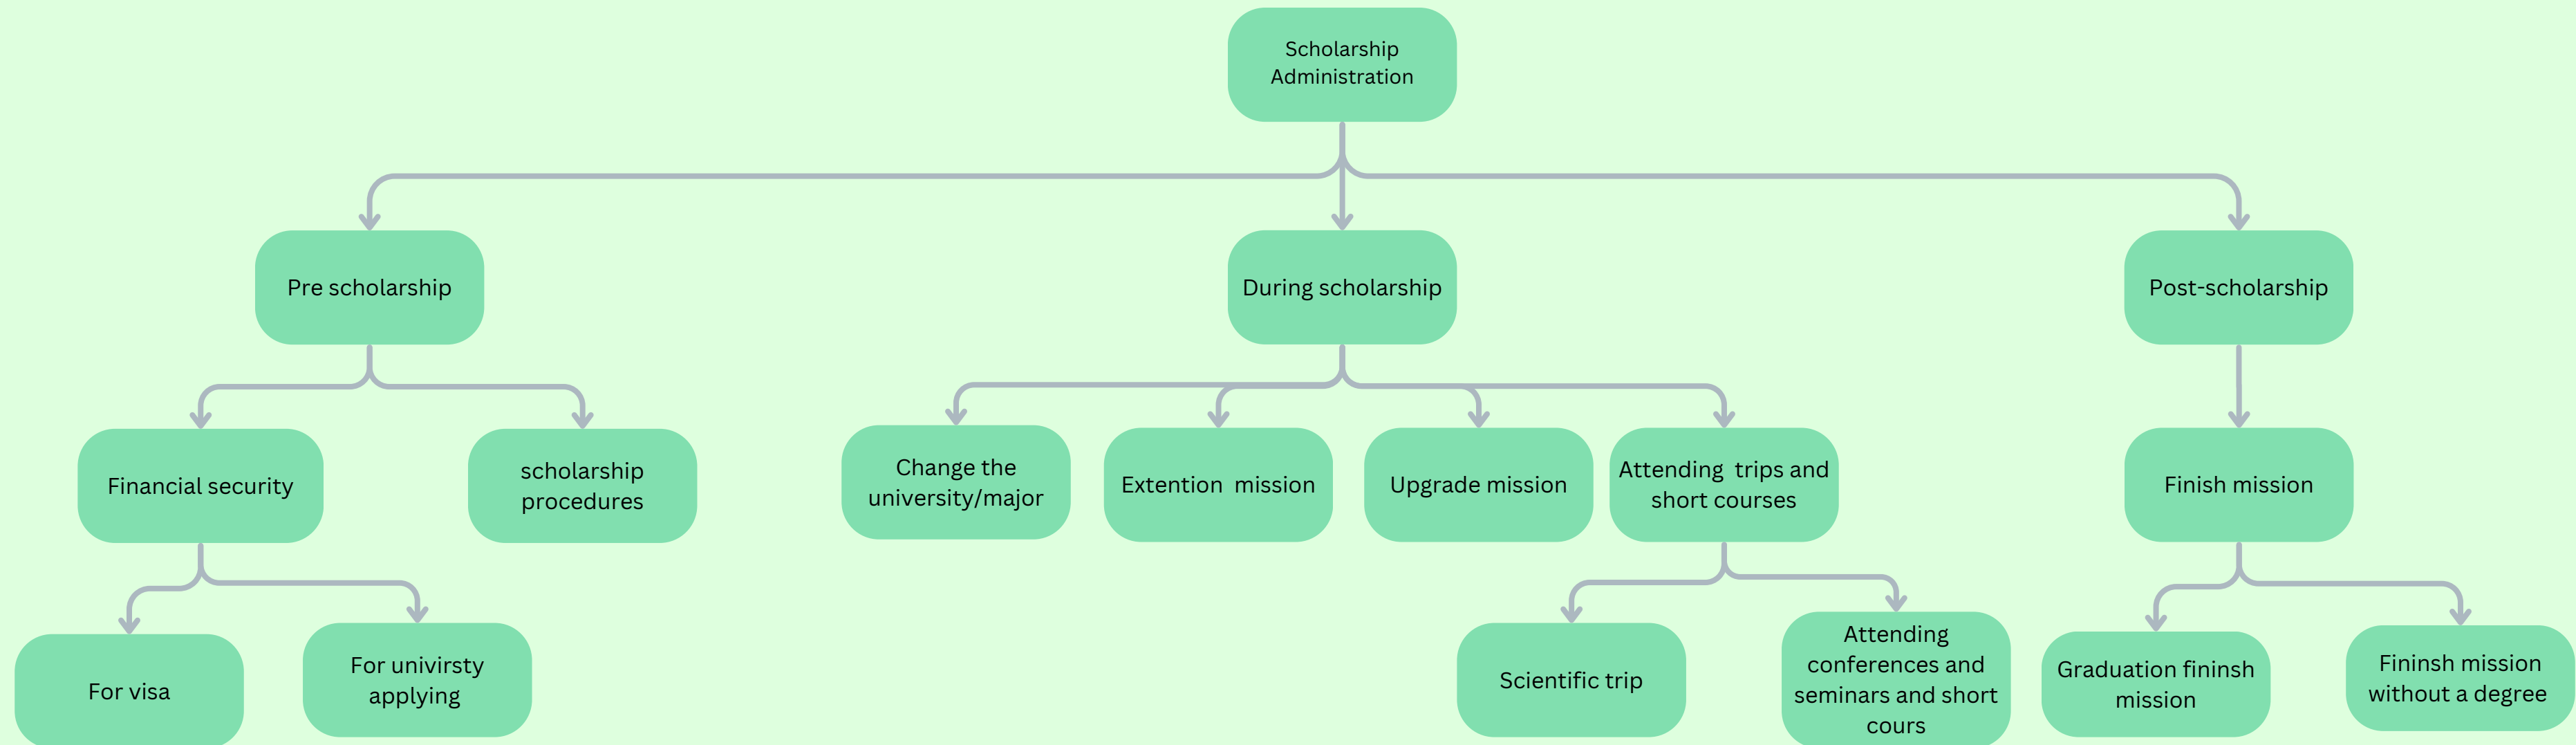 Scholarship
Administration
Pre scholarship
During scholarship
Post-scholarship
Financial security
scholarship
procedures
Change the
university/major
Extention  mission
Upgrade mission
Attending  trips and
short courses
Finish mission
For visa
For univirsty
applying
Scientific trip
Attending
conferences and
seminars and short
cours
Graduation fininsh
mission
Fininsh mission
without a degree